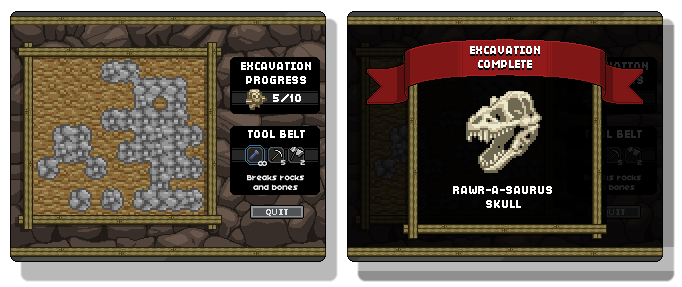 EXCAVATION
PROGRESS
5/10
TOOL BELT
∞ 5 2
Breaks rocks
and bones
QUIT
EXCAVATION
COMPLETE
RAWR-A-SAURUS
SKULL